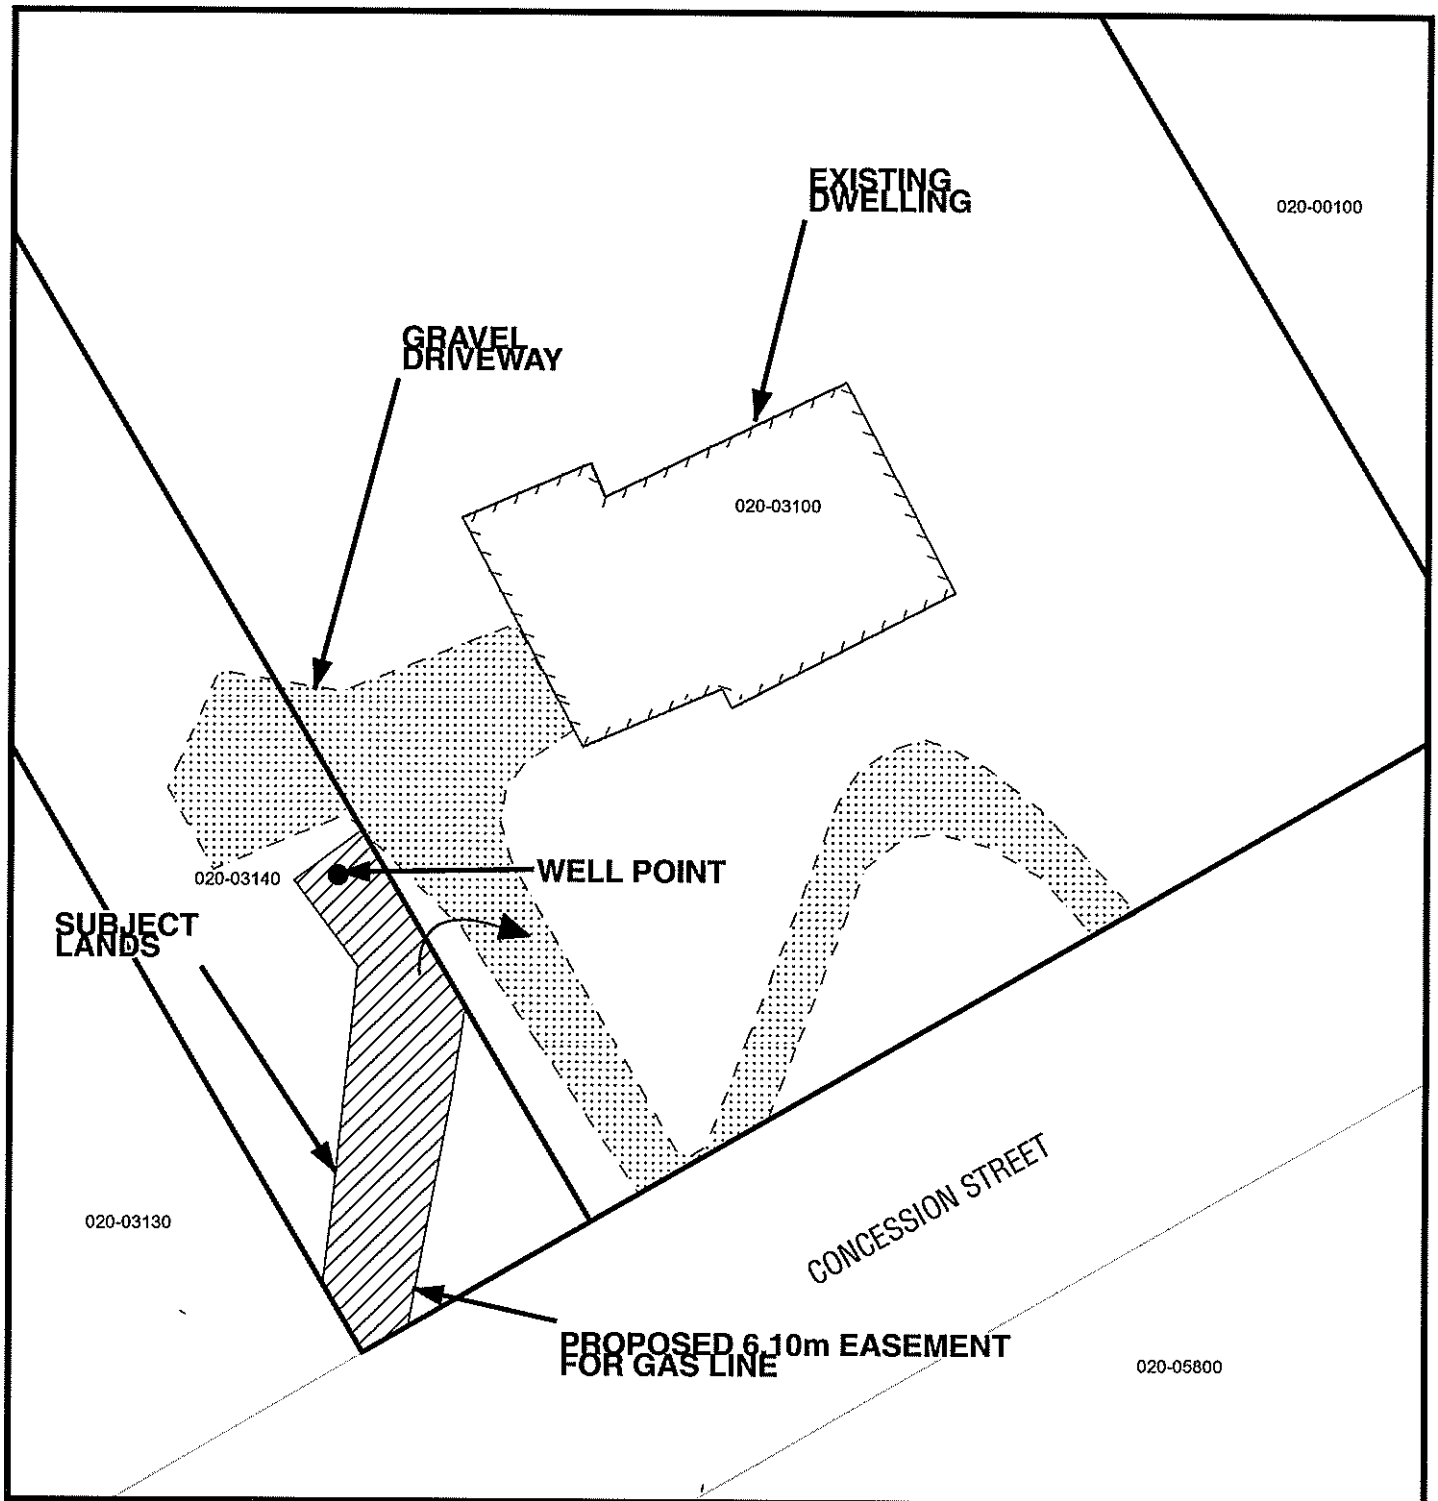 EXISTING
DWELLING
020-00100
GRAVEL
DRIVEWAY
020-03100
WELL POINT
020-03140
SUBJECT
LANDS
020-03130
CONCESSION STREET
PROPOSED 6.10m EASEMENT
FOR GAS LINE
020-05800